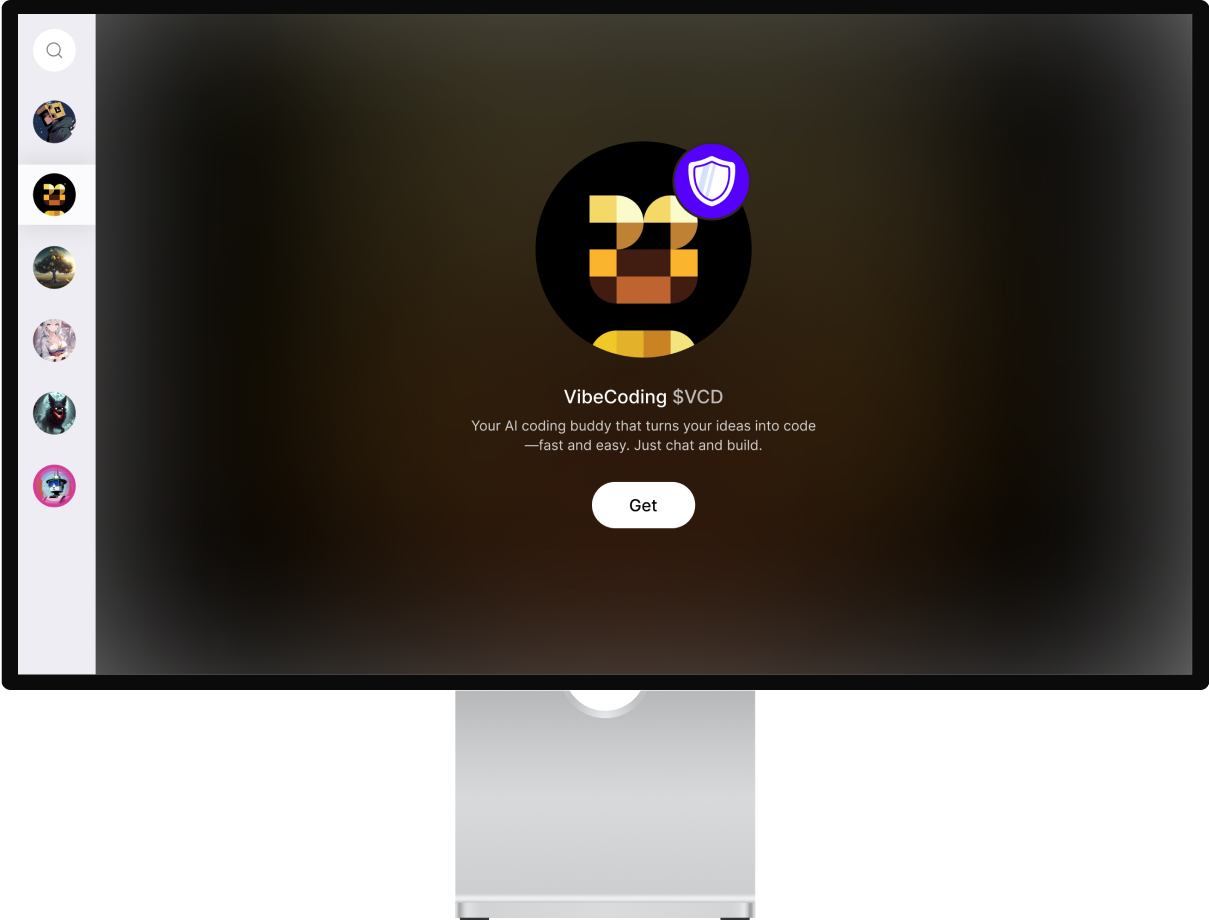 VibeCoding $VCD
Your AI coding buddy that turns your ideas into code
—fast and easy. Just chat and build.
Get